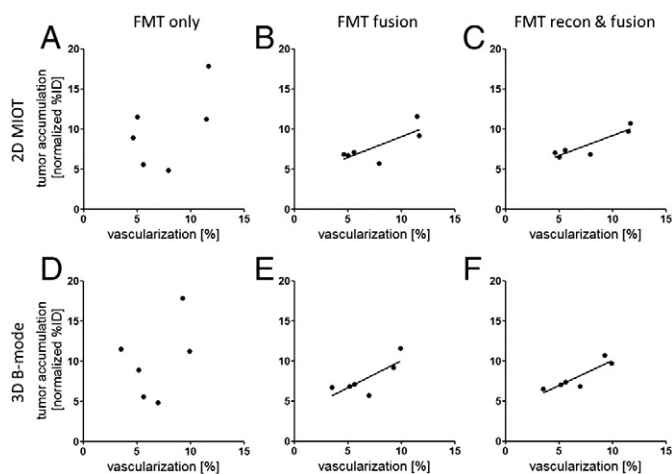 FMT only
FMT fusion
FMT recon & fusion
2D MIOT
A
B
C
tumor accumulation
[normalized %ID]
20
15
10
5
0
0 5 10 15
vascularization [%]
20
15
10
5
0
0 5 10 15
vascularization [%]
20
15
10
5
0
0 5 10 15
vascularization [%]
3D B-mode
D
E
F
tumor accumulation
[normalized %ID]
20
15
10
5
0
0 5 10 15
vascularization [%]
20
15
10
5
0
0 5 10 15
vascularization [%]
20
15
10
5
0
0 5 10 15
vascularization [%]